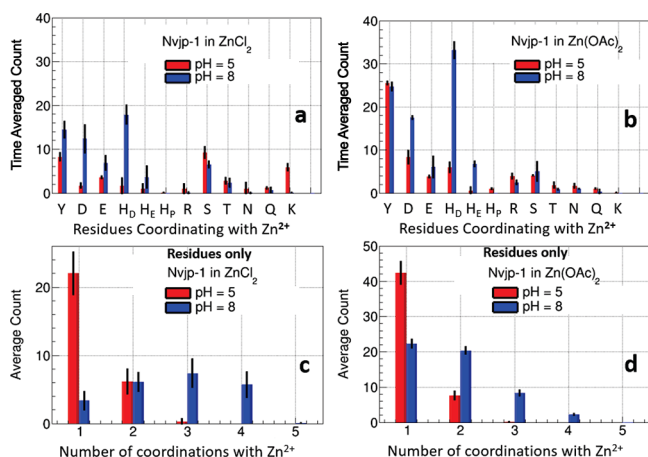 a
Nvjp-1 in ZnCl2
pH = 5
pH = 8
Time Averaged Count
40
30
20
10
0
Y D E HD HE HP R S T N Q K
Residues Coordinating with Zn2+
b
Nvjp-1 in Zn(OAc)2
pH = 5
pH = 8
Time Averaged Count
40
30
20
10
0
Y D E HD HE HP R S T N Q K
Residues Coordinating with Zn2+
c
Residues only
Nvjp-1 in ZnCl2
pH = 5
pH = 8
Average Count
20
10
0
1 2 3 4 5
Number of coordinations with Zn2+
d
Residues only
Nvjp-1 in Zn(OAc)2
pH = 5
pH = 8
Average Count
50
40
30
20
10
0
1 2 3 4 5
Number of coordinations with Zn2+